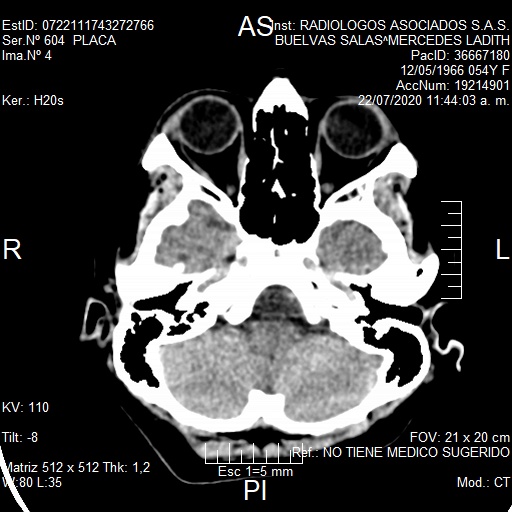 EstID: 0722111743272766
Ser.Nº 604 PLACA
Ima.Nº 4
Ker.: H20s
AS
Inst: RADIOLOGOS ASOCIADOS S.A.S.
BUELVAS SALAS^MERCEDES LADITH
PacID: 36667180
12/05/1966 054Y F
AccNum: 19214901
22/07/2020 11:44:03 a. m.
R
L
KV: 110
Tilt: -8
Matriz 512 x 512 Thk: 1,2
W:80 L:35
Esc 1=5 mm
PI
FOV: 21 x 20 cm
Ref.: NO TIENE MEDICO SUGERIDO
Mod.: CT